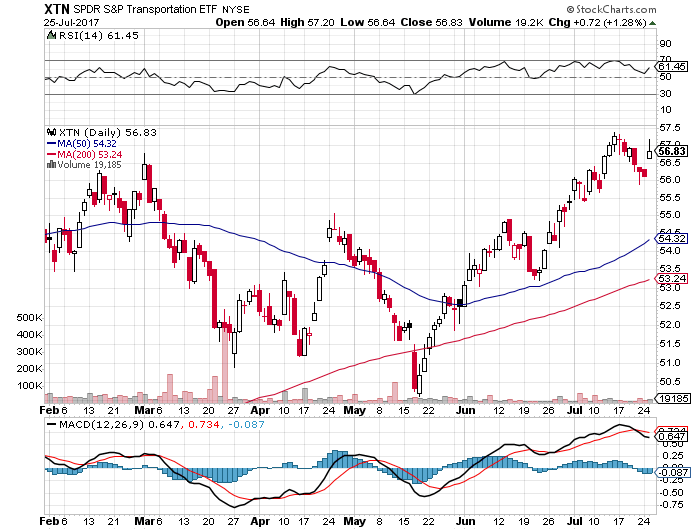 XTN SPDR S&P Transportation ETF NYSE © StockCharts.com
25-Jul-2017 Open 56.64 High 57.20 Low 56.64 Close 56.83 Volume 19.2K Chg +0.72 (+1.28%)
RSI(14) 61.45
90
70
61.45
50
30
10
XTN (Daily) 56.83
MA(50) 54.32
MA(200) 53.24
Volume 19,185
57.5
57.0
56.83
56.5
56.0
55.5
55.0
54.5
54.32
54.0
53.5
53.24
53.0
52.5
52.0
51.5
51.0
50.5
500K
400K
300K
200K
100K
19185
Feb 6 13 21 27 Mar 6 13 20 27 Apr 10 17 24 May 8 15 22 Jun 5 12 19 26 Jul 10 17 24
MACD(12,26,9) 0.647, 0.734, -0.087
0.734
0.647
0.50
0.25
0.00
-0.087
-0.25
-0.50
-0.75
Feb 6 13 21 27 Mar 6 13 20 27 Apr 10 17 24 May 8 15 22 Jun 5 12 19 26 Jul 10 17 24